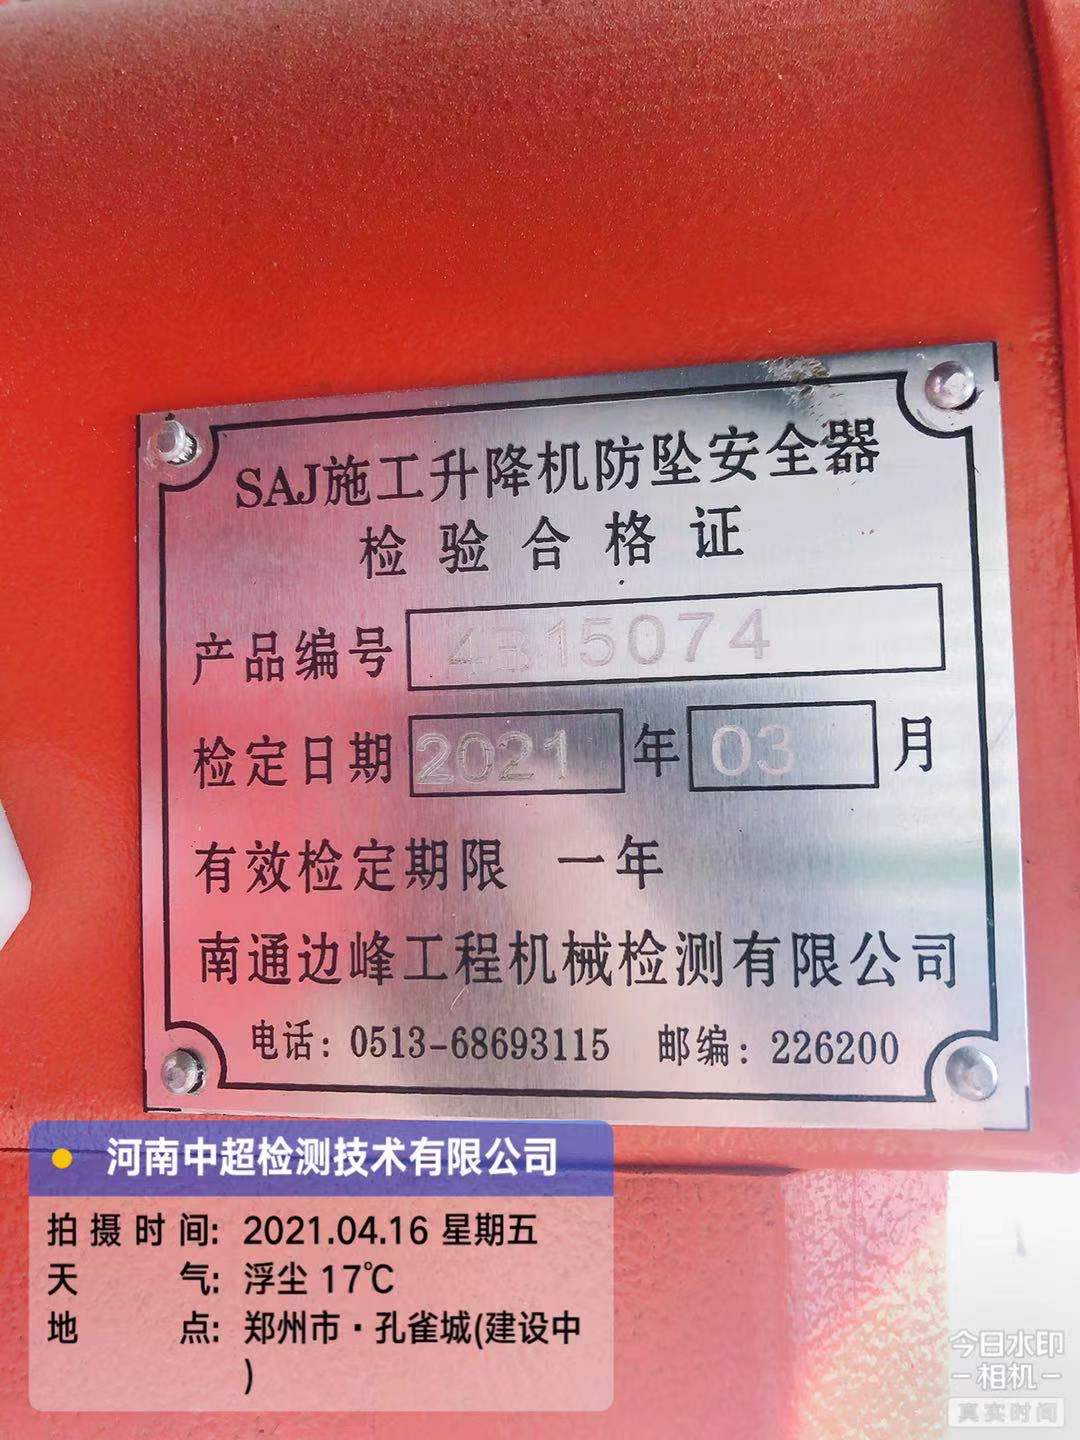 SAJ施工升降机防坠安全器
检验合格证
产品编号 4315074
检定日期 2021 年 03 月
有效检定期限 一年
南通边峰工程机械检测有限公司
电话：0513-68693115 邮编：226200
河南中超检测技术有限公司
拍摄时间: 2021.04.16 星期五
天气: 浮尘 17℃
地点: 郑州市·孔雀城(建设中
)
今日水印
相机
真实时间